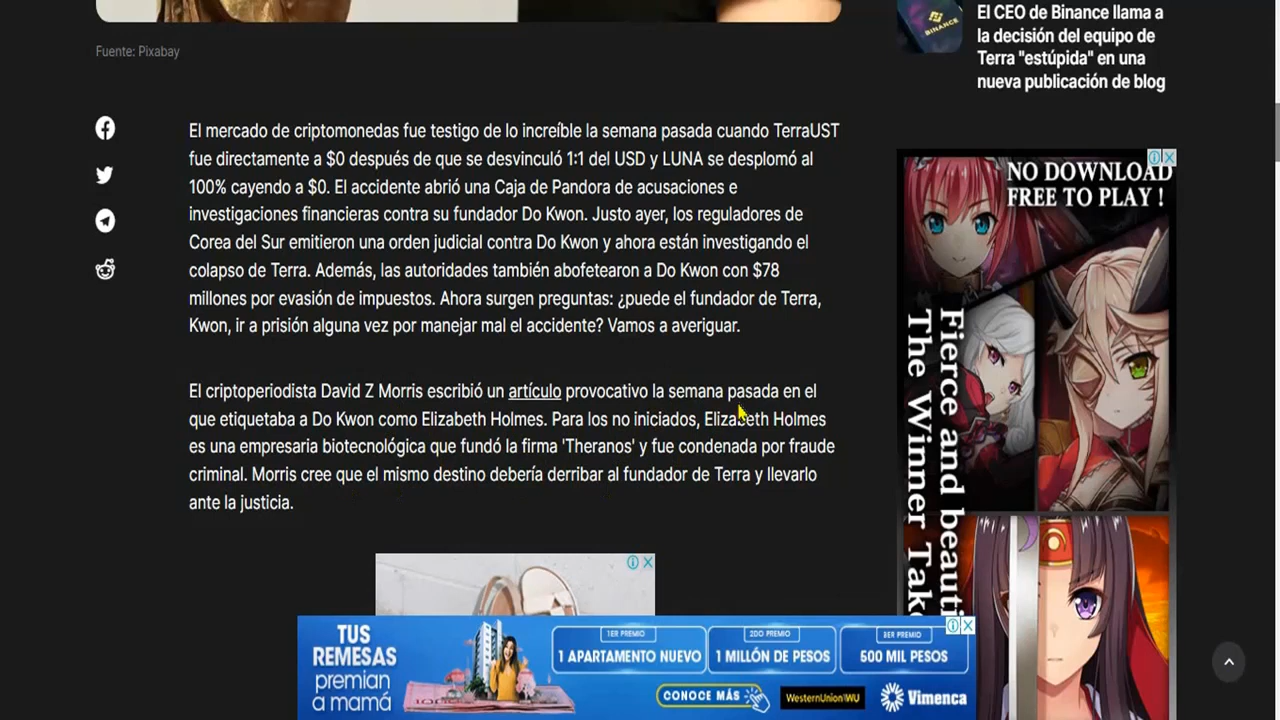 El CEO de Binance llama a
la decisión del equipo de
Terra "estúpida" en una
nueva publicación de blog
BINANCE
Fuente: Pixabay
El mercado de criptomonedas fue testigo de lo increíble la semana pasada cuando TerraUST
fue directamente a $0 después de que se desvinculó 1:1 del USD y LUNA se desplomó al
100% cayendo a $0. El accidente abrió una Caja de Pandora de acusaciones e
investigaciones financieras contra su fundador Do Kwon. Justo ayer, los reguladores de
Corea del Sur emitieron una orden judicial contra Do Kwon y ahora están investigando el
colapso de Terra. Además, las autoridades también abofetearon a Do Kwon con $78
millones por evasión de impuestos. Ahora surgen preguntas: ¿puede el fundador de Terra,
Kwon, ir a prisión alguna vez por manejar mal el accidente? Vamos a averiguar.
El criptoperiodista David Z Morris escribió un artículo provocativo la semana pasada en el
que etiquetaba a Do Kwon como Elizabeth Holmes. Para los no iniciados, Elizabeth Holmes
es una empresaria biotecnológica que fundó la firma 'Theranos' y fue condenada por fraude
criminal. Morris cree que el mismo destino debería derribar al fundador de Terra y llevarlo
ante la justicia.
NO DOWNLOAD
FREE TO PLAY !
Fierce and beauti
The Winner Take
TUS
REMESAS
premian
a mamá
1ER PREMIO
1 APARTAMENTO NUEVO
2DO PREMIO
1 MILLÓN DE PESOS
3ER PREMIO
500 MIL PESOS
CONOCE MÁS
WesternUnion\WU
Vimenca